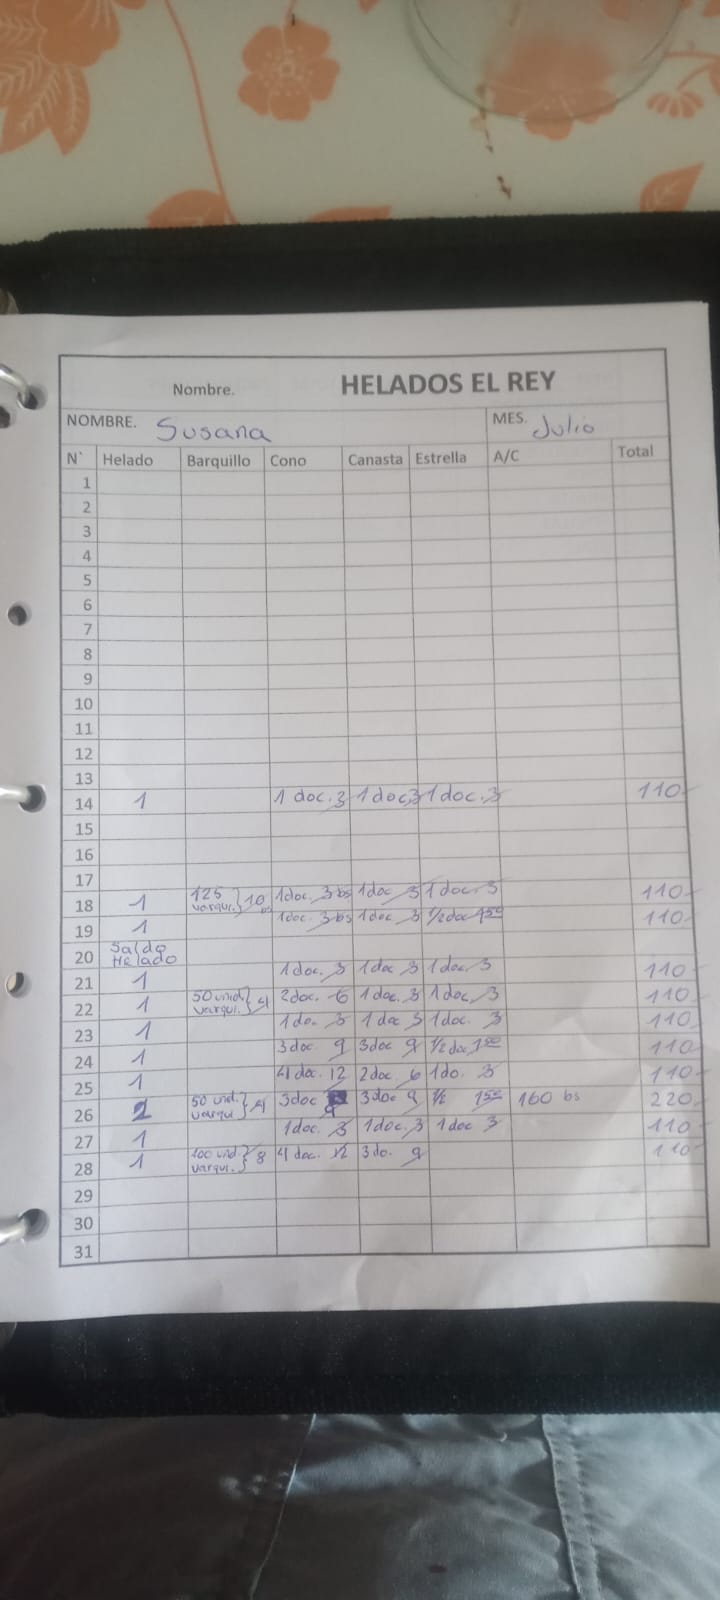 Nombre. HELADOS EL REY
NOMBRE. Susana MES. Julio
N` Helado Barquillo Cono Canasta Estrella A/C Total
1
2
3
4
5
6
7
8
9
10
11
12
13
14 1 1 doc. 3 1 doc 3 1 doc. 3 110-
15
16
17
18 1 125 varqui.} 10 bs 1 doc. 3 bs 1 doc 3 1 doc. 3 110-
19 1 1 doc. 3 bs 1 doc 3 1/2 doc 1 50 110-
20 Saldo Helado
21 1 1 doc. 3 1 doc 3 1 doc. 3 110-
22 1 50 unid. varqui.} 4 2 doc. 6 1 doc. 3 1 doc. 3 110-
23 1 1 do. 3 1 doc 3 1 doc. 3 110-
24 1 3 doc 9 3 doc 9 1/2 doc 1 50 110-
25 1 4 doc. 12 2 doc 6 1 do. 3 110-
26 2 50 und. varqui.} 4 3 doc 9 3 doc 9 1/2 1 50 160 bs 220-
27 1 1 doc. 3 1 doc. 3 1 doc 3 110
28 1 100 und. varqui.} 8 4 doc. 12 3 do. 9 110
29
30
31